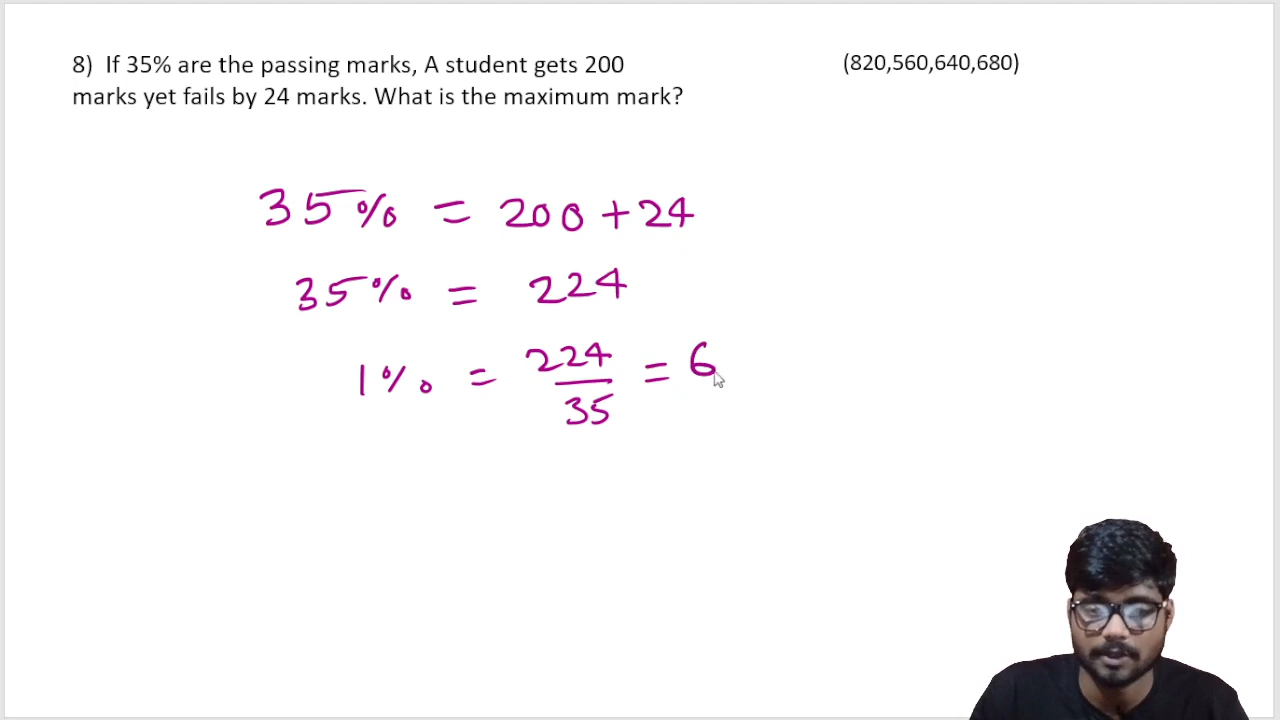 8) If 35% are the passing marks, A student gets 200
marks yet fails by 24 marks. What is the maximum mark?
(820,560,640,680)
35% = 200 + 24
35% = 224
1% = 224/35 = 6